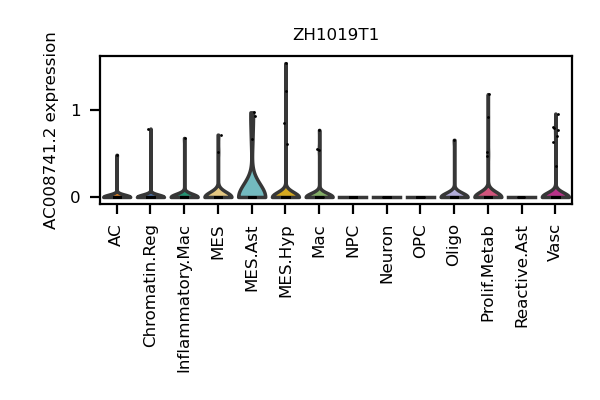 ZH1019T1
AC008741.2 expression
1
0
AC
Chromatin.Reg
Inflammatory.Mac
MES
MES.Ast
MES.Hyp
Mac
NPC
Neuron
OPC
Oligo
Prolif.Metab
Reactive.Ast
Vasc